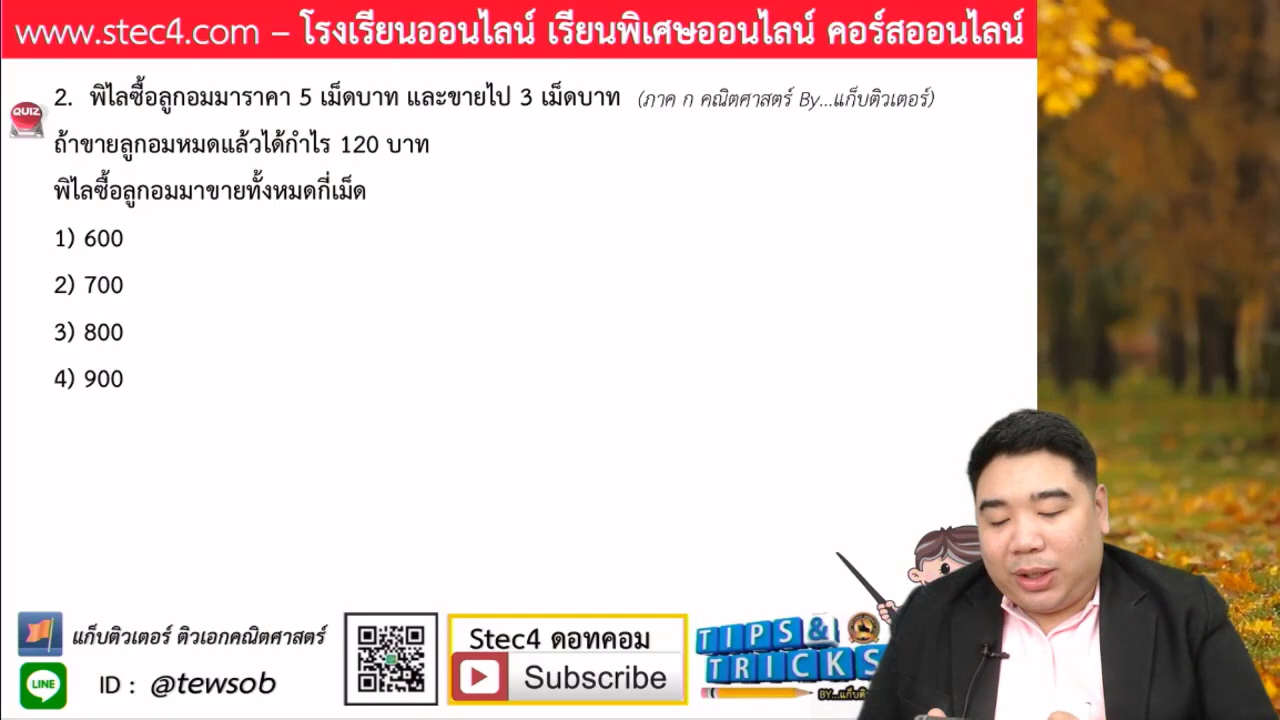 www.stec4.com – โรงเรียนออนไลน์ เรียนพิเศษออนไลน์ คอร์สออนไลน์
QUIZ
2. พิไลซื้อลูกอมมาราคา 5 เม็ดบาท และขายไป 3 เม็ดบาท (ภาค ก คณิตศาสตร์ By...แก็บติวเตอร์)
ถ้าขายลูกอมหมดแล้วได้กำไร 120 บาท
พิไลซื้อลูกอมมาขายทั้งหมดกี่เม็ด
1) 600
2) 700
3) 800
4) 900
แก็บติวเตอร์ ติวเอกคณิตศาสตร์
LINE
ID : @tewsob
Stec4 ดอทคอม
Subscribe
TIPS &
TRICKS